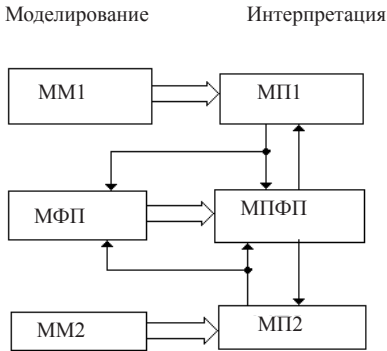 Моделирование Интерпретация
ММ1 МП1
МФП МПФП
ММ2 МП2